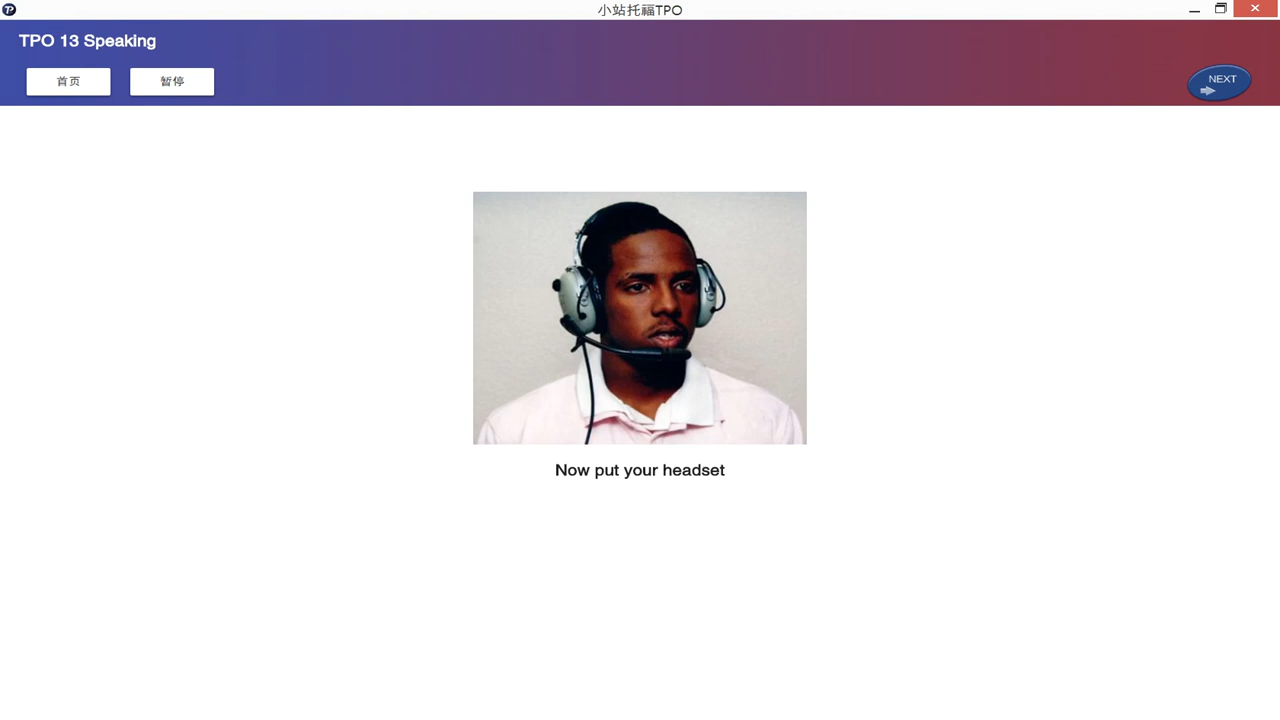 小站托福TPO
TPO 13 Speaking
首页
暂停
NEXT
Now put your headset